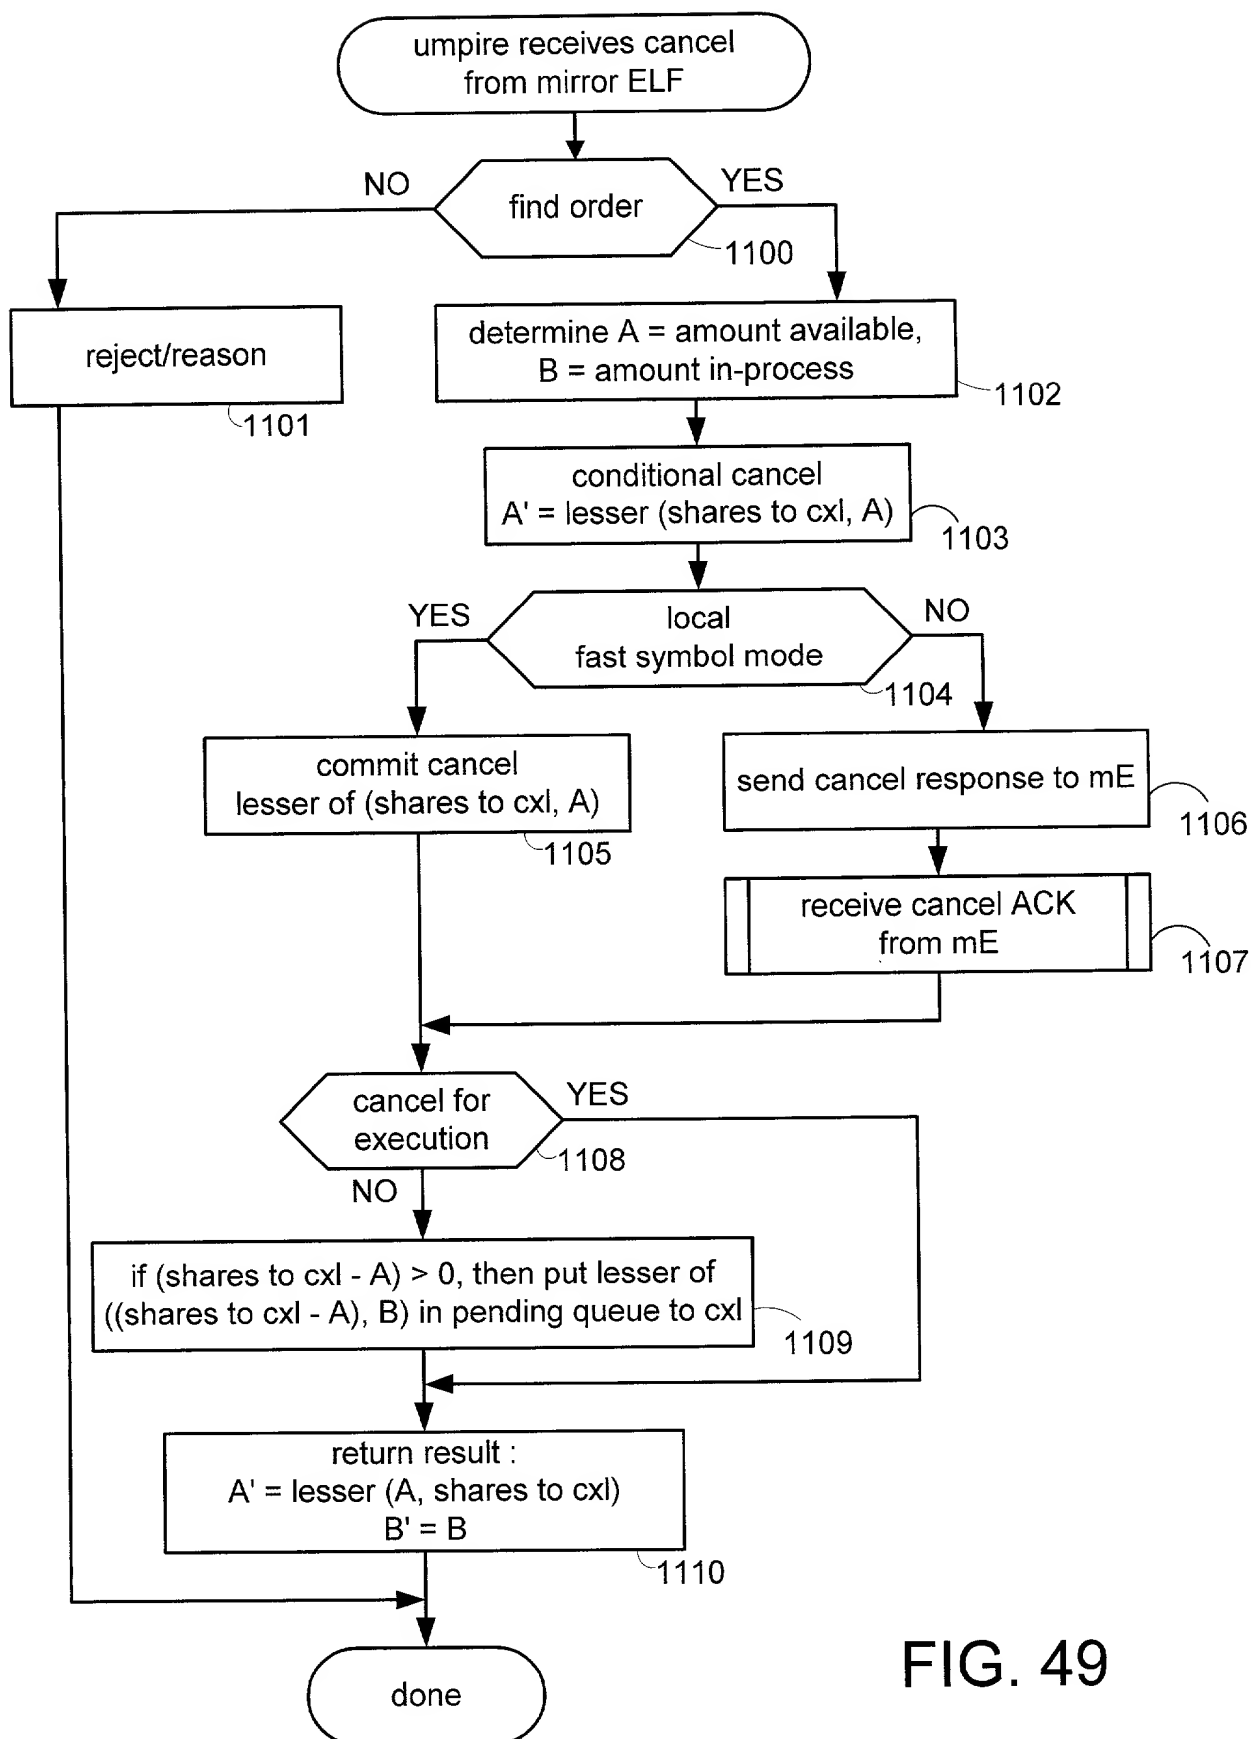 umpire receives cancel
from mirror ELF
NO
YES
find order
1100
reject/reason
1101
determine A = amount available,
B = amount in-process
1102
conditional cancel
A' = lesser (shares to cxl, A)
1103
YES
NO
local
fast symbol mode
1104
commit cancel
lesser of (shares to cxl, A)
1105
send cancel response to mE
1106
receive cancel ACK
from mE
1107
cancel for
execution
YES
1108
NO
if (shares to cxl - A) > 0, then put lesser of
((shares to cxl - A), B) in pending queue to cxl
1109
return result :
A' = lesser (A, shares to cxl)
B' = B
1110
done
FIG. 49